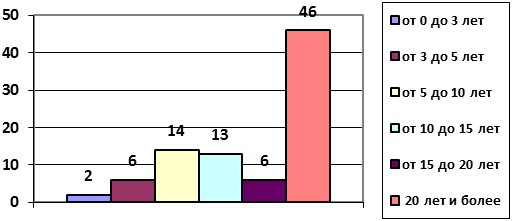 50
40
30
20
10
0
2
6
14
13
6
46
от 0 до 3 лет
от 3 до 5 лет
от 5 до 10 лет
от 10 до 15 лет
от 15 до 20 лет
20 лет и более